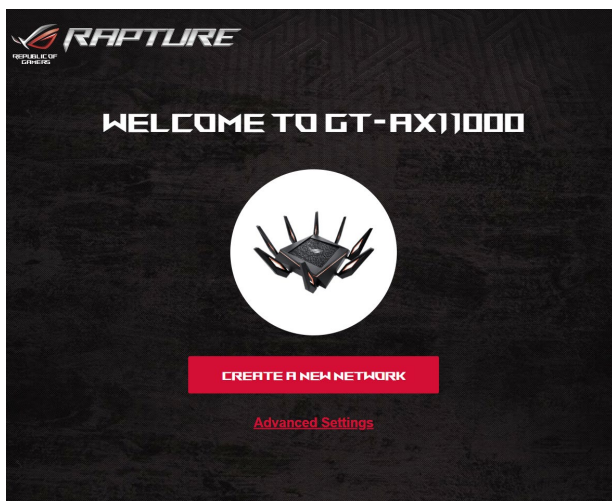 RAPTURE
REPUBLIC OF
GAMERS
WELCOME TO GT-AX11000
CREATE A NEW NETWORK
Advanced Settings